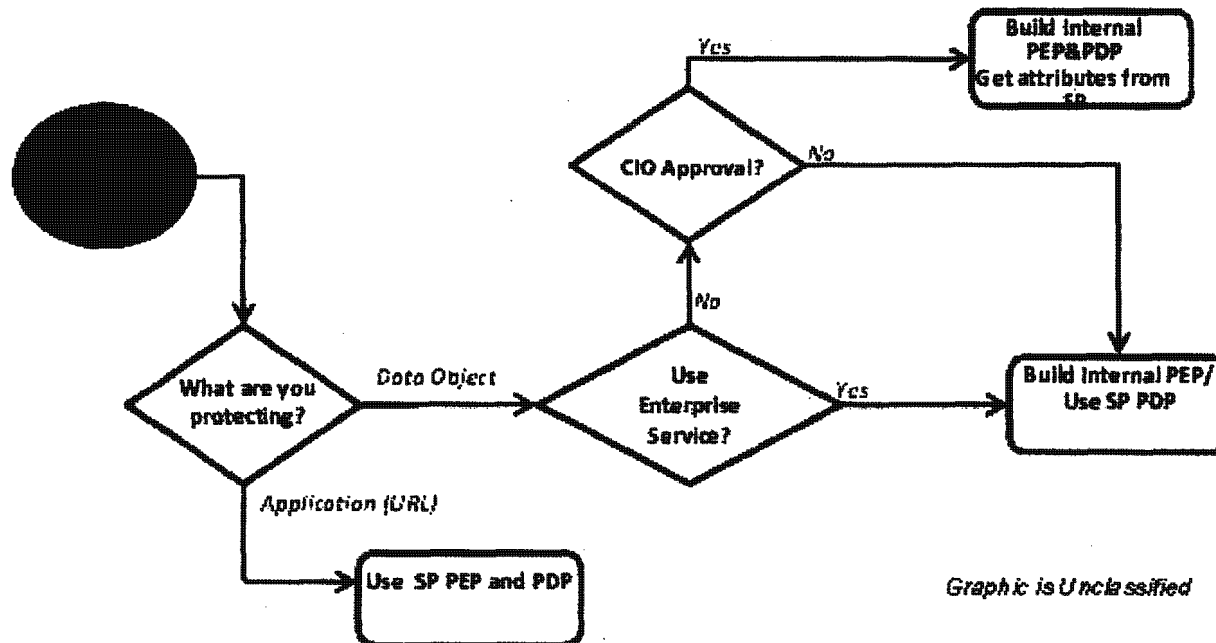 Yes
Build Internal
PEP&PDP
Get attributes from
SP
CIO Approval?
No
No
What are you
protecting?
Data Object
Use
Enterprise
Service?
Yes
Build Internal PEP/
Use SP PDP
Application (URL)
Use SP PEP and PDP
Graphic is Unclassified